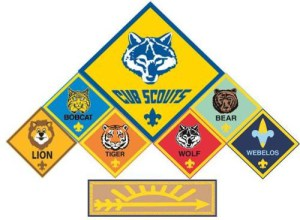 CUB SCOUTS
BOBCAT
BEAR
LION
TIGER
WOLF
WEBELOS